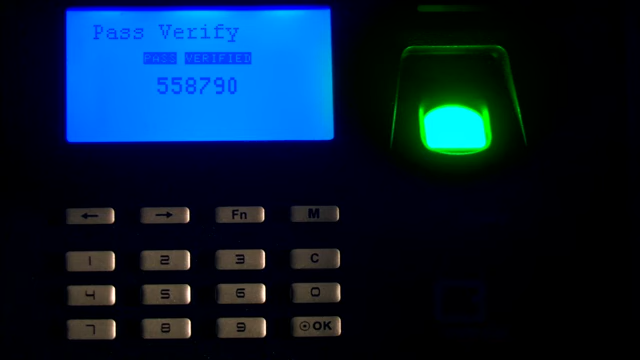 Pass Verify
PASS VERIFIED
558790
← → Fn M
1 2 3 C
4 5 6 0
7 8 9 ⊙OK